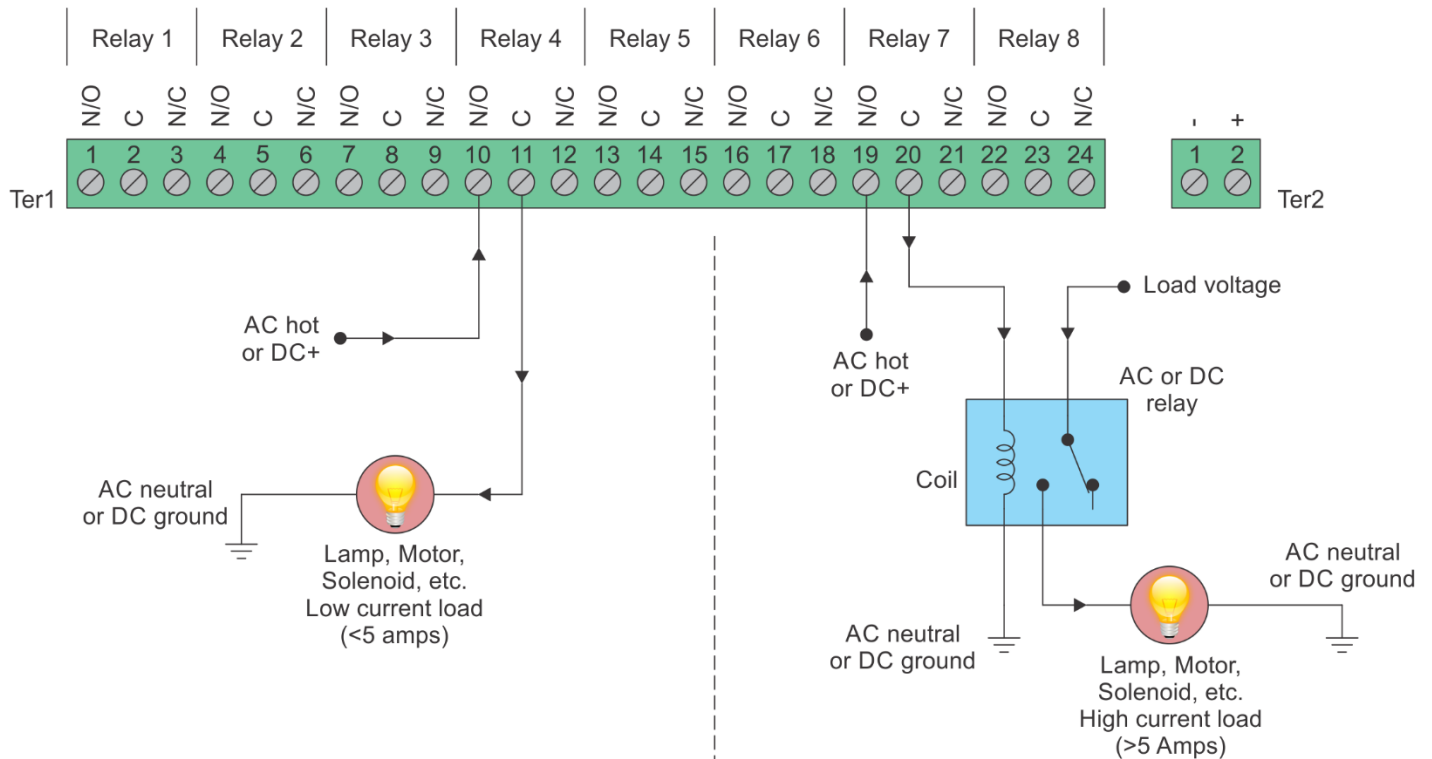 Relay 1 Relay 2 Relay 3 Relay 4 Relay 5 Relay 6 Relay 7 Relay 8
N/O C N/C N/O C N/C N/O C N/C N/O C N/C N/O C N/C N/O C N/C N/O C N/C N/O C N/C - +
1 2 3 4 5 6 7 8 9 10 11 12 13 14 15 16 17 18 19 20 21 22 23 24 1 2
Ter1 Ter2
AC hot
or DC+
AC neutral
or DC ground
Lamp, Motor,
Solenoid, etc.
Low current load
(<5 amps)
AC hot
or DC+
Load voltage
AC or DC
relay
Coil
AC neutral
or DC ground
AC neutral
or DC ground
Lamp, Motor,
Solenoid, etc.
High current load
(>5 Amps)